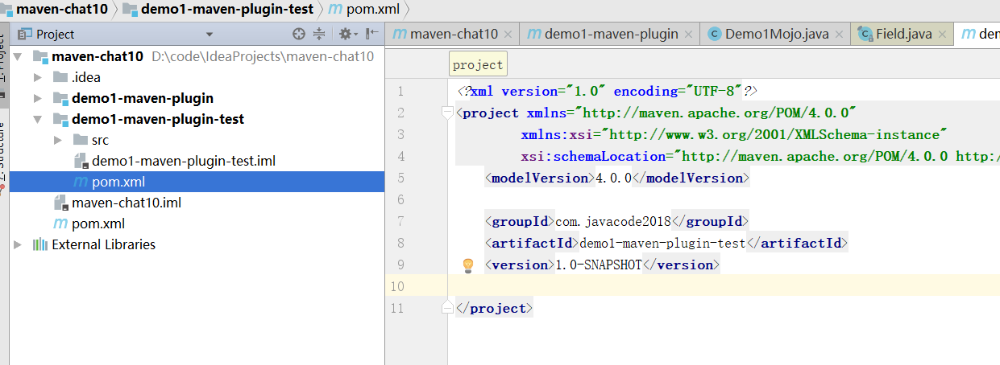 maven-chat10 demo1-maven-plugin-test pom.xml
Project
maven-chat10 D:\code\IdeaProjects\maven-chat10
.idea
demo1-maven-plugin
demo1-maven-plugin-test
src
demo1-maven-plugin-test.iml
pom.xml
maven-chat10.iml
pom.xml
External Libraries
maven-chat10 demo1-maven-plugin Demo1Mojo.java Field.java
project
1 <?xml version="1.0" encoding="UTF-8"?>
2 <project xmlns="http://maven.apache.org/POM/4.0.0"
3 xmlns:xsi="http://www.w3.org/2001/XMLSchema-instance"
4 xsi:schemaLocation="http://maven.apache.org/POM/4.0.0 http:/
5 <modelVersion>4.0.0</modelVersion>
6
7 <groupId>com.javacode2018</groupId>
8 <artifactId>demo1-maven-plugin-test</artifactId>
9 <version>1.0-SNAPSHOT</version>
10
11 </project>